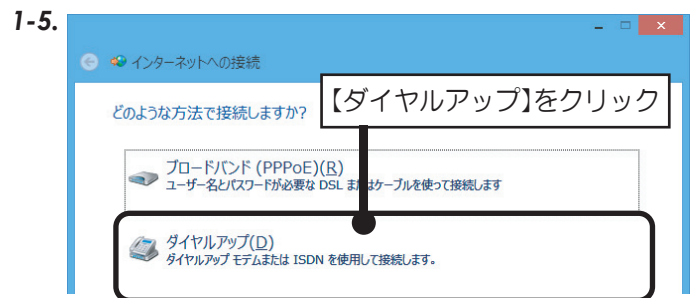 1-5.
インターネットへの接続
【ダイヤルアップ】をクリック
どのような方法で接続しますか?
ブロードバンド (PPPoE)(R)
ユーザー名とパスワードが必要な DSL またはケーブルを使って接続します
ダイヤルアップ(D)
ダイヤルアップ モデムまたは ISDN を使用して接続します。